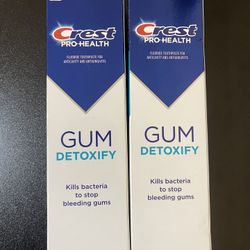 Crest
PRO-HEALTH
FLUORIDE TOOTHPASTE FOR
ANTICAVITY AND ANTIGINGIVITIS
GUM
DETOXIFY
Kills bacteria
to stop
bleeding gums
Crest
PRO-HEALTH
FLUORIDE TOOTHPASTE FOR
ANTICAVITY AND ANTIGINGIVITIS
GUM
DETOXIFY
Kills bacteria
to stop
bleeding gums